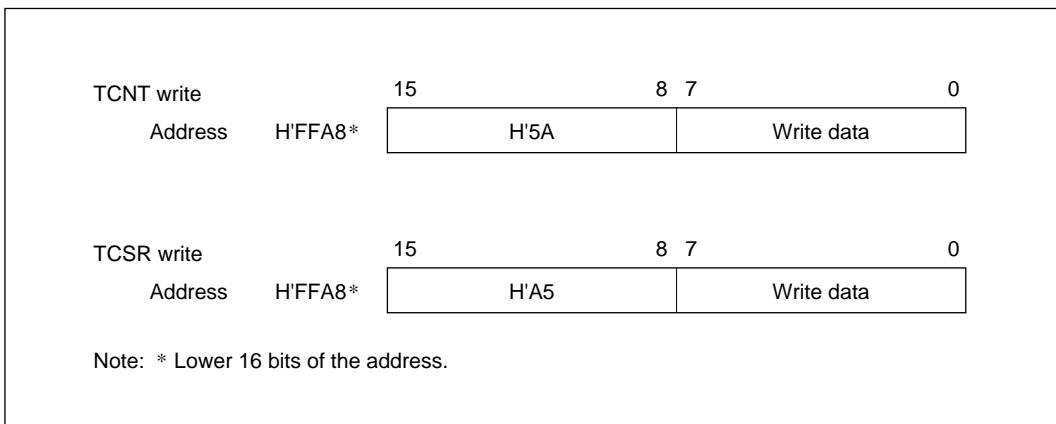 TCNT write 15 8 7 0
Address H'FFA8* H'5A Write data
TCSR write 15 8 7 0
Address H'FFA8* H'A5 Write data
Note: * Lower 16 bits of the address.